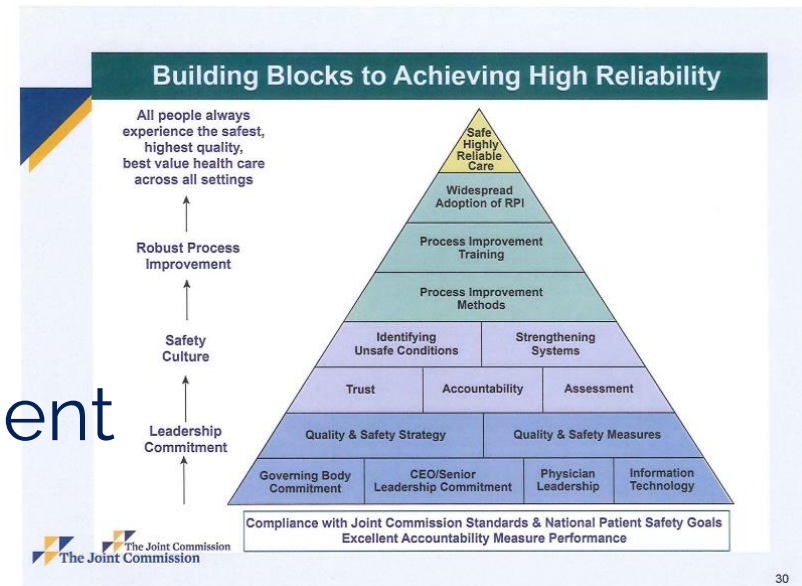 Building Blocks to Achieving High Reliability
All people always
experience the safest,
highest quality,
best value health care
across all settings
Robust Process
Improvement
Safety
Culture
Leadership
Commitment
ent
Safe
Highly
Reliable
Care
Widespread
Adoption of RPI
Process Improvement
Training
Process Improvement
Methods
Identifying
Unsafe Conditions
Strengthening
Systems
Trust
Accountability
Assessment
Quality & Safety Strategy
Quality & Safety Measures
Governing Body
Commitment
CEO/Senior
Leadership Commitment
Physician
Leadership
Information
Technology
Compliance with Joint Commission Standards & National Patient Safety Goals
Excellent Accountability Measure Performance
The Joint Commission
The Joint Commission
30